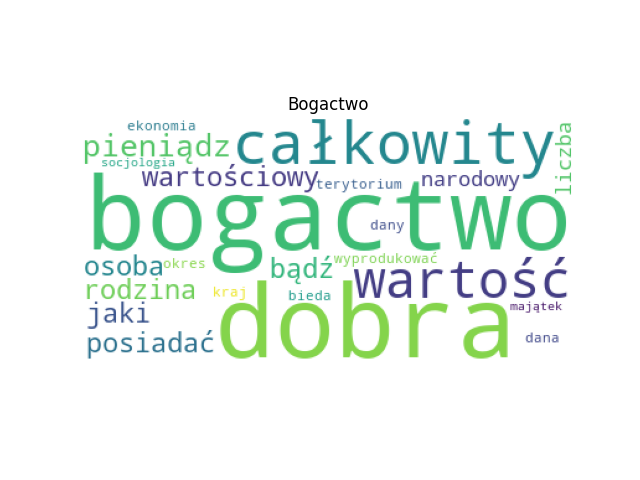 Bogactwo
ekonomia
całkowity
liczba
pieniądz
socjologia
wartościowy
terytorium
narodowy
bogactwo
dany
osoba
okres
bądź
wyprodukować
wartość
rodzina
kraj
bieda
dobra
majątek
jaki
posiadać
dana